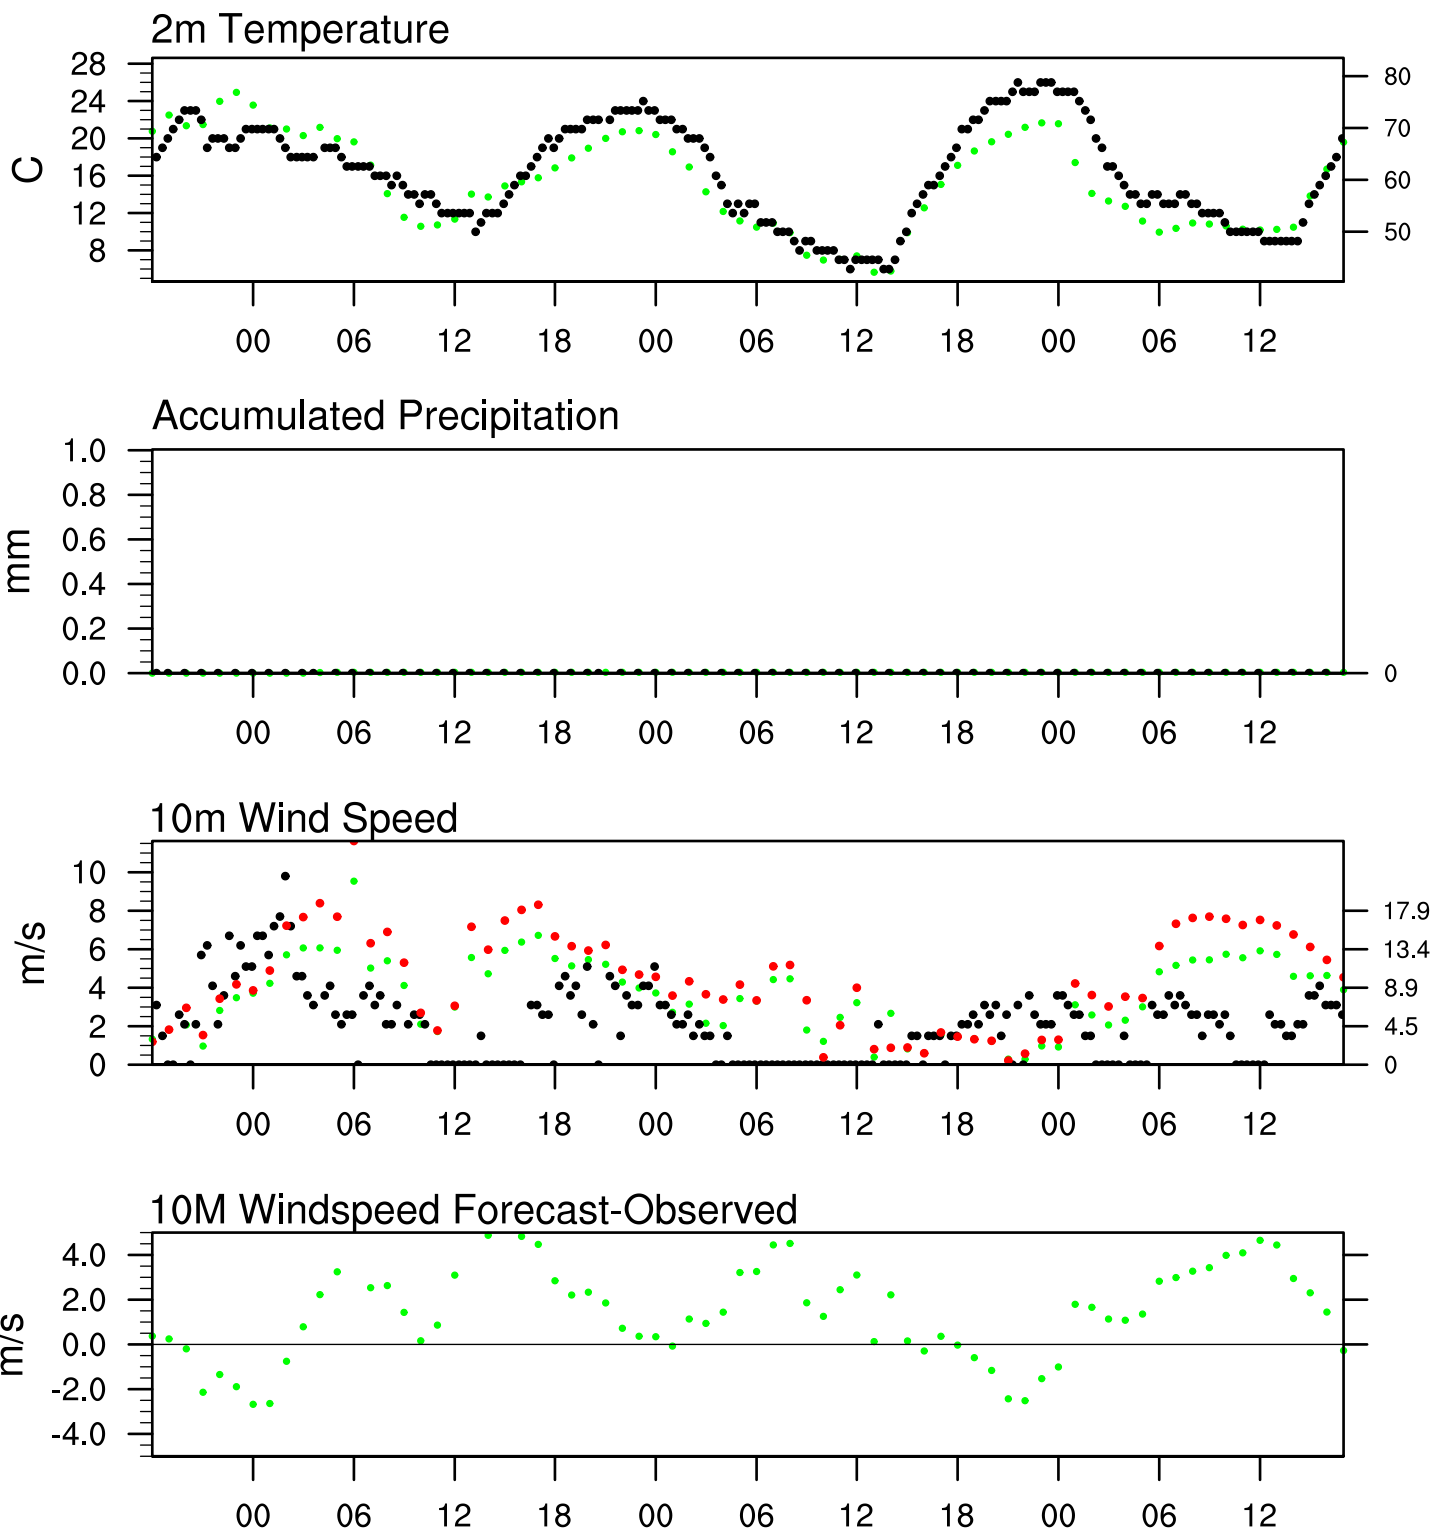 2m Temperature
28
24
20
16
12
8
C
80
70
60
50
00 06 12 18 00 06 12 18 00 06 12
Accumulated Precipitation
1.0
0.8
0.6
0.4
0.2
0.0
mm
0
00 06 12 18 00 06 12 18 00 06 12
10m Wind Speed
10
8
6
4
2
0
m/s
17.9
13.4
8.9
4.5
0
00 06 12 18 00 06 12 18 00 06 12
10M Windspeed Forecast-Observed
4.0
2.0
0.0
-2.0
-4.0
m/s
00 06 12 18 00 06 12 18 00 06 12